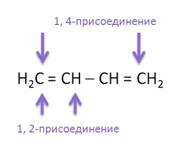 1, 4-присоединение
H₂C = CH – CH = CH₂
1, 2-присоединение